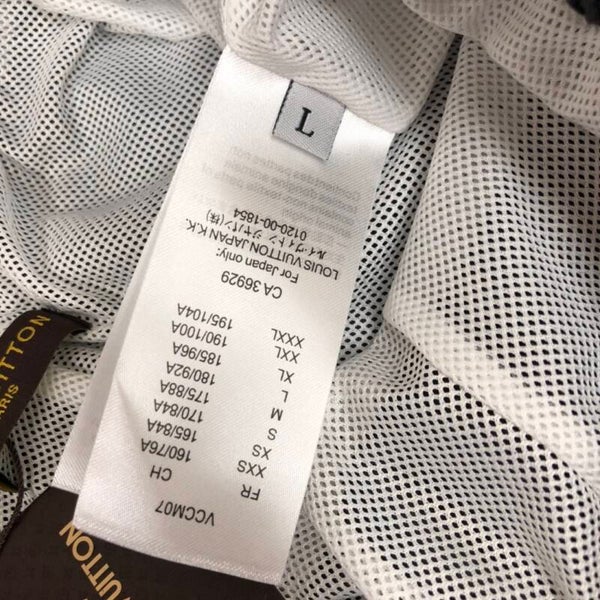 VCCM07
FR CH
XXS 160/76A
XS 165/84A
S 170/84A
M 175/88A
L 180/92A
XL 185/96A
XXL 190/100A
XXXL 195/104A
CA 36929
For Japan only:
LOUIS VUITTON JAPAN K.K.
ルイ ヴィトン ジャパン(株)
0120-00-1854
L
UITTON
ARIS
VUITTON